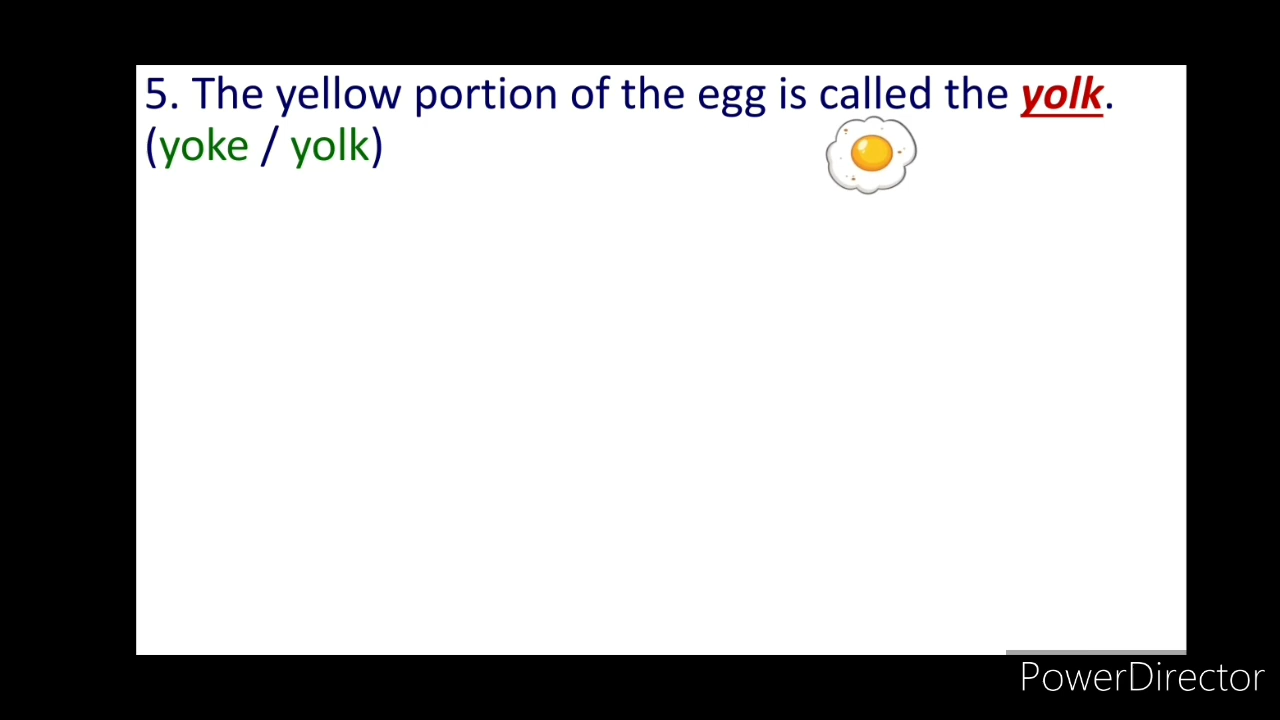 5. The yellow portion of the egg is called the yolk.
(yoke / yolk)
PowerDirector